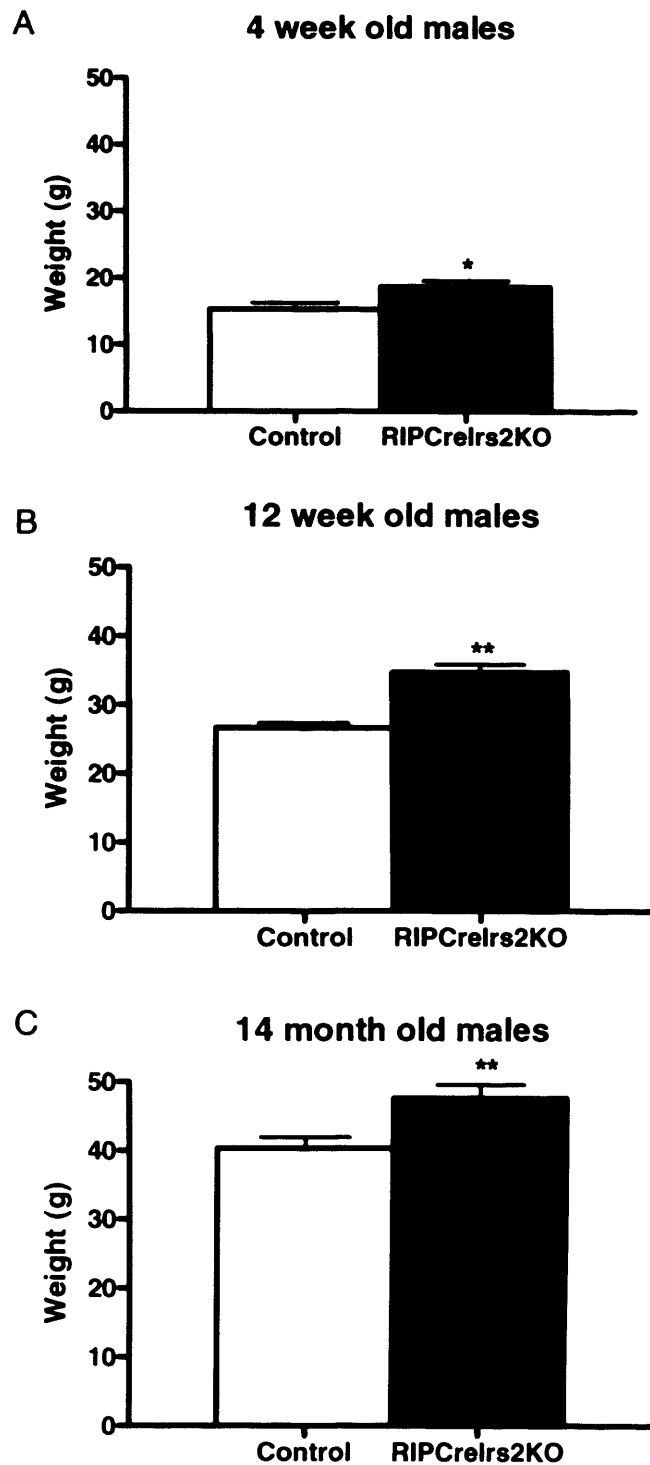 A
4 week old males
50
40
30
20
10
0
Weight (g)
*
Control RIPCreIrs2KO
B
12 week old males
50
40
30
20
10
0
Weight (g)
**
Control RIPCreIrs2KO
C
14 month old males
50
40
30
20
10
0
Weight (g)
**
Control RIPCreIrs2KO